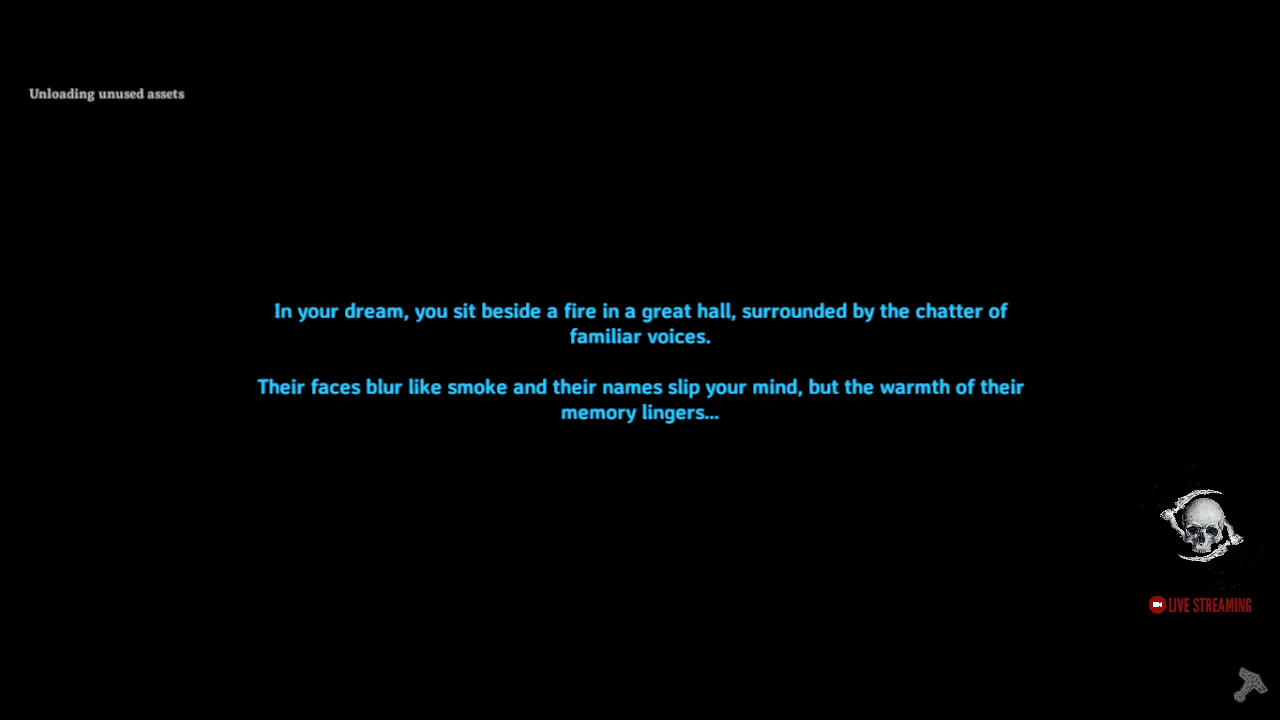 Unloading unused assets
In your dream, you sit beside a fire in a great hall, surrounded by the chatter of
familiar voices.
Their faces blur like smoke and their names slip your mind, but the warmth of their
memory lingers...
LIVE STREAMING